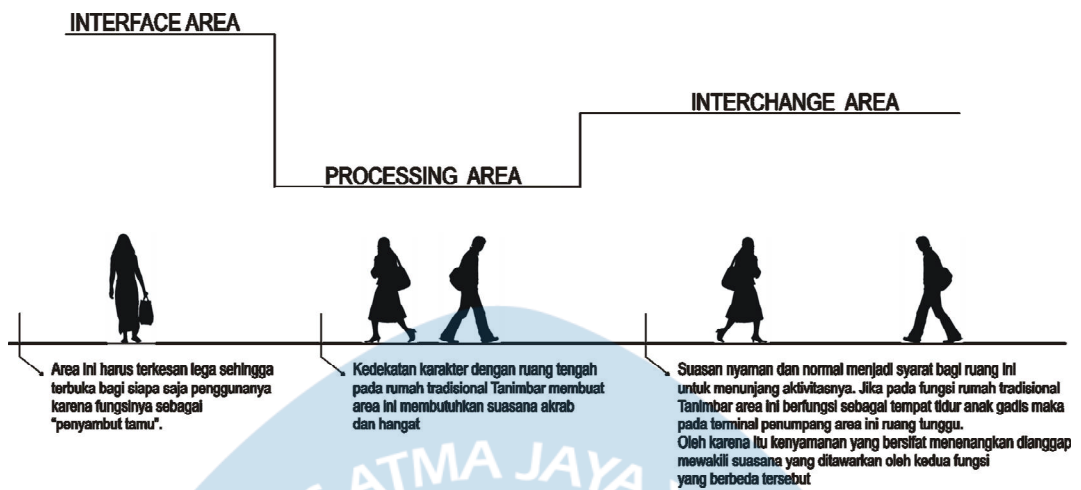 INTERFACE AREA
INTERCHANGE AREA
PROCESSING AREA
Area ini harus terkesan lega sehingga
terbuka bagi siapa saja penggunanya
karena fungsinya sebagai
"penyambut tamu".
Kedekatan karakter dengan ruang tengah
pada rumah tradisional Tanimbar membuat
area ini membutuhkan suasana akrab
dan hangat
Suasan nyaman dan normal menjadi syarat bagi ruang ini
untuk menunjang aktivitasnya. Jika pada fungsi rumah tradisional
Tanimbar area ini berfungsi sebagai tempat tidur anak gadis maka
pada terminal penumpang area ini ruang tunggu.
Oleh karena itu kenyamanan yang bersifat menenangkan dianggap
mewakili suasana yang ditawarkan oleh kedua fungsi
yang berbeda tersebut
ATMA JAYA